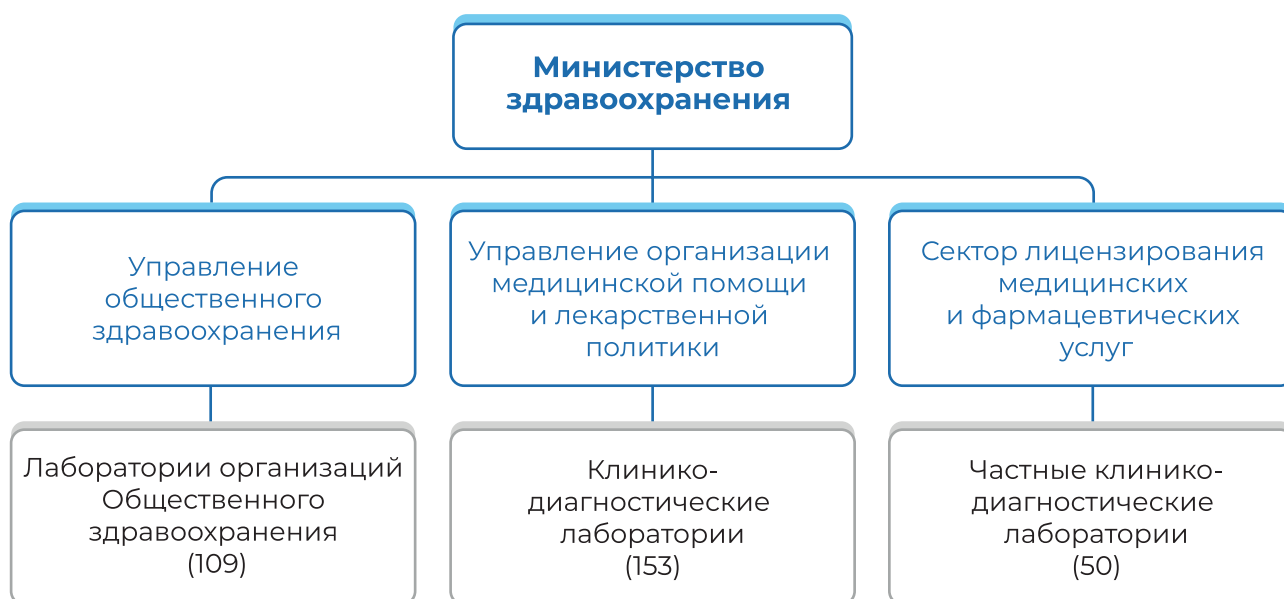 Министерство
здравоохранения
Управление
общественного
здравоохранения
Управление организации
медицинской помощи
и лекарственной
политики
Сектор лицензирования
медицинских
и фармацевтических
услуг
Лаборатории организаций
Общественного
здравоохранения
(109)
Клинико-
диагностические
лаборатории
(153)
Частные клинико-
диагностические
лаборатории
(50)